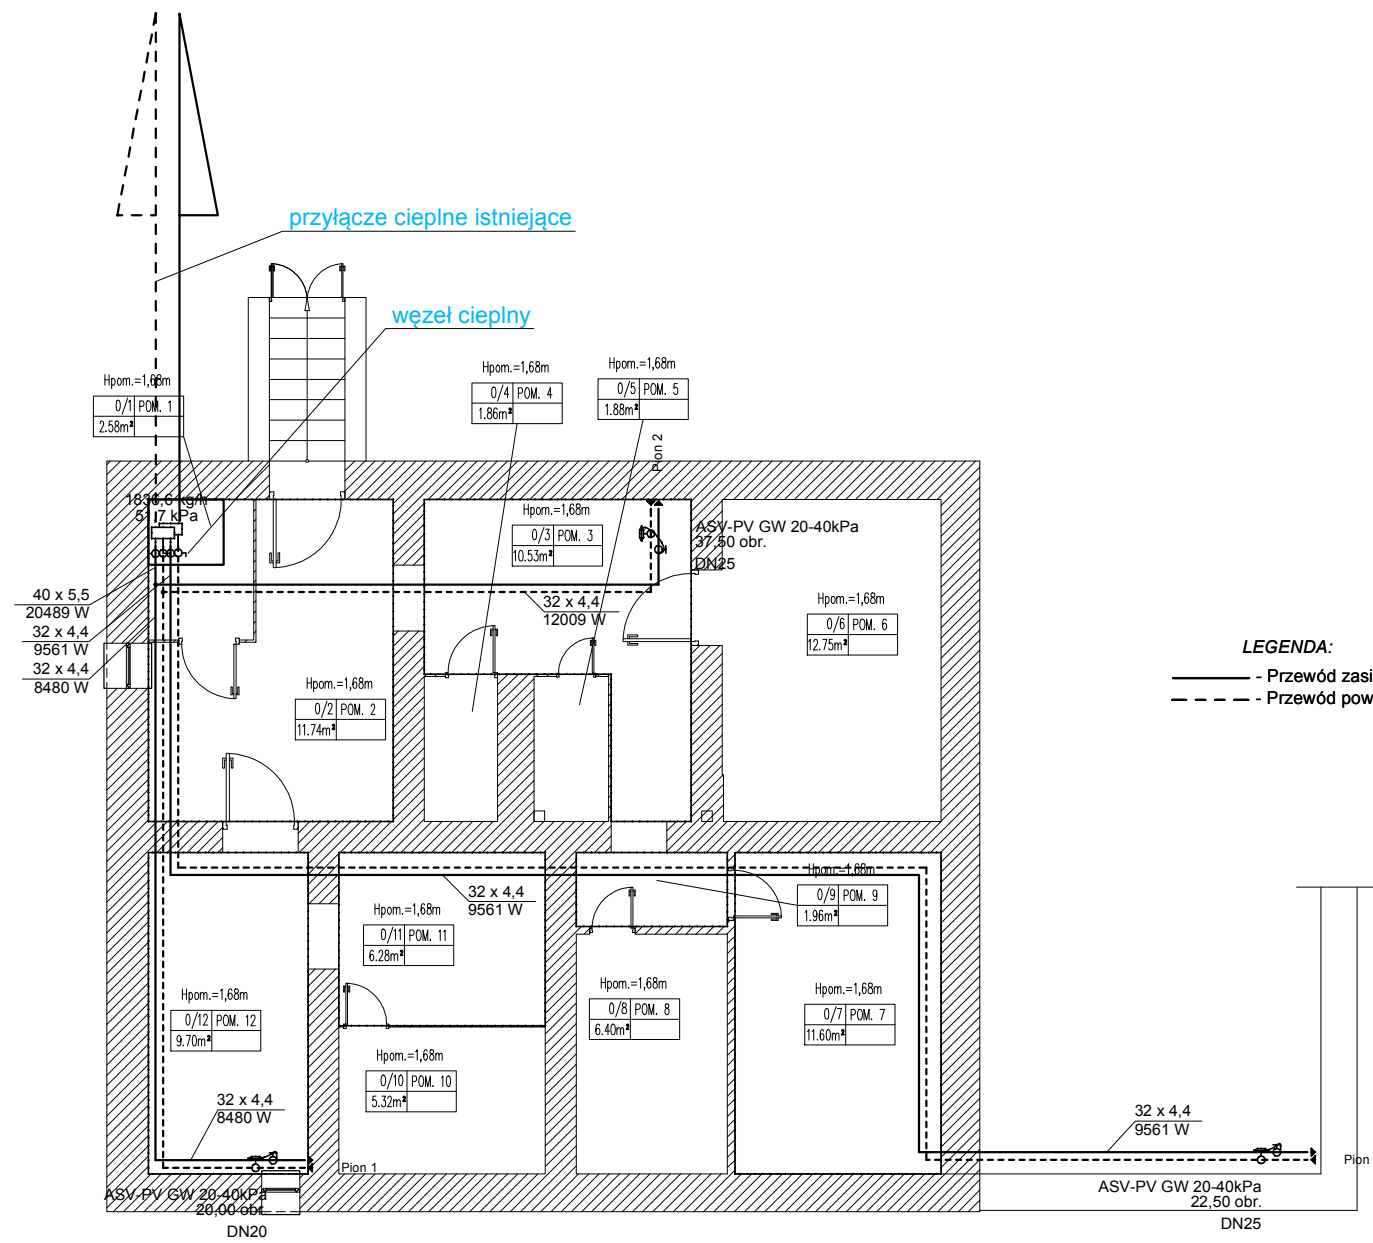 przyłącze cieplne istniejące
węzeł cieplny
Hpom.=1,68m
0/1 POM. 1
2.58m²
Hpom.=1,68m
0/4 POM. 4
1.86m²
Hpom.=1,68m
0/5 POM. 5
1.88m²
Pion 2
kg/h
kPa
Hpom.=1,68m
0/3 POM. 3
10.53m²
ASV-PV GW 20-40kPa
37,50 obr.
DN25
40 x 5,5
20489 W
32 x 4,4
9561 W
32 x 4,4
8480 W
32 x 4,4
12009 W
Hpom.=1,68m
0/6 POM. 6
12.75m²
LEGENDA:
- Przewód zasi
- Przewód pow
Hpom.=1,68m
0/2 POM. 2
11.74m²
Hpom.=1,68m
0/9 POM. 9
1.96m²
32 x 4,4
9561 W
Hpom.=1,68m
0/11 POM. 11
6.28m²
Hpom.=1,68m
0/12 POM. 12
9.70m²
Hpom.=1,68m
0/8 POM. 8
6.40m²
Hpom.=1,68m
0/7 POM. 7
11.60m²
Hpom.=1,68m
0/10 POM. 10
5.32m²
32 x 4,4
8480 W
32 x 4,4
9561 W
Pion 1
Pion
ASV-PV GW 20-40kPa
20,00 obr.
DN20
ASV-PV GW 20-40kPa
22,50 obr.
DN25